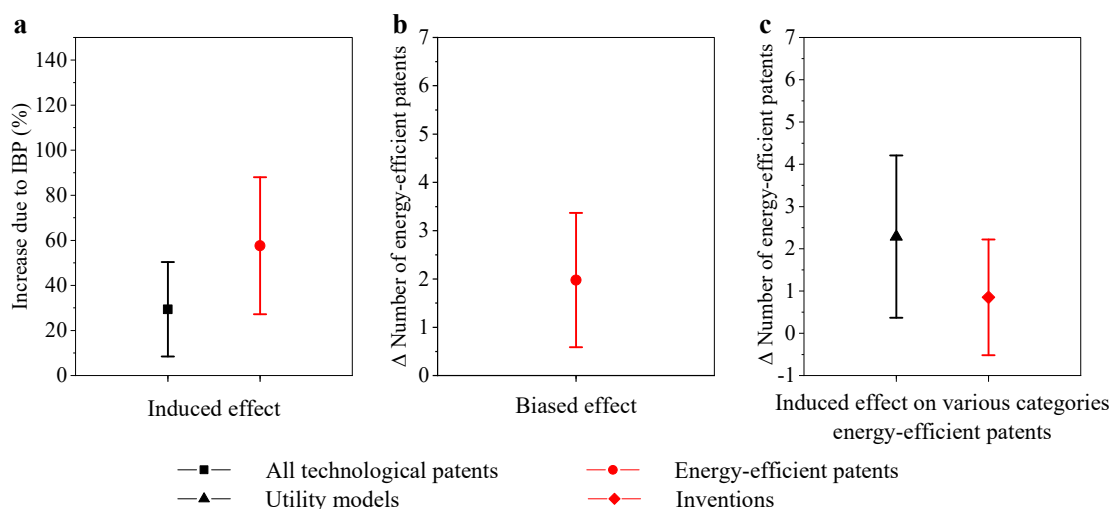 a
Increase due to IBP (%)
140
120
100
80
60
40
20
0
Induced effect
b
Δ Number of energy-efficient patents
7
6
5
4
3
2
1
0
Biased effect
c
Δ Number of energy-efficient patents
7
6
5
4
3
2
1
0
-1
Induced effect on various categories
energy-efficient patents
All technological patents
Energy-efficient patents
Utility models
Inventions